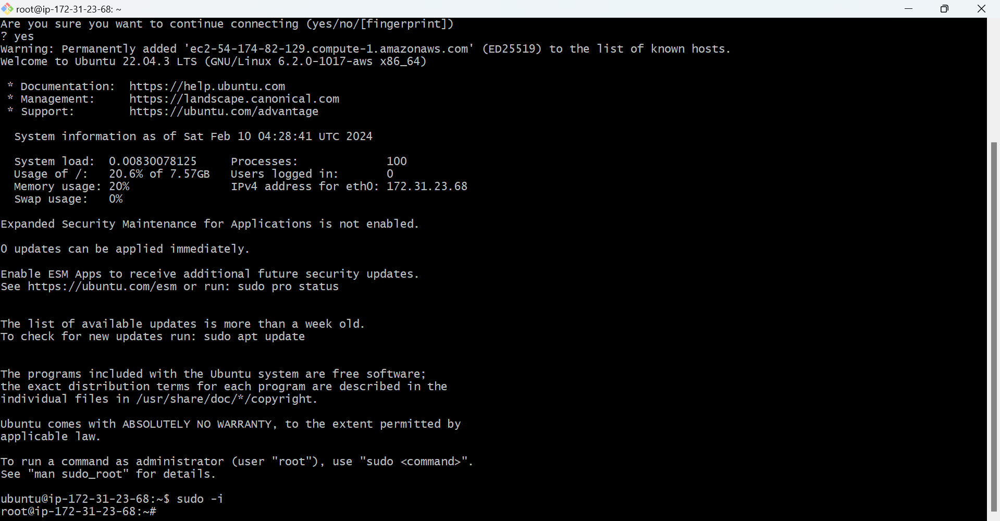 root@ip-172-31-23-68: ~
Are you sure you want to continue connecting (yes/no/[fingerprint])
? yes
Warning: Permanently added 'ec2-54-174-82-129.compute-1.amazonaws.com' (ED25519) to the list of known hosts.
Welcome to Ubuntu 22.04.3 LTS (GNU/Linux 6.2.0-1017-aws x86_64)

 * Documentation:  https://help.ubuntu.com
 * Management:     https://landscape.canonical.com
 * Support:        https://ubuntu.com/advantage

  System information as of Sat Feb 10 04:28:41 UTC 2024

  System load:  0.00830078125     Processes:             100
  Usage of /:   20.6% of 7.57GB   Users logged in:       0
  Memory usage: 20%               IPv4 address for eth0: 172.31.23.68
  Swap usage:   0%

Expanded Security Maintenance for Applications is not enabled.

0 updates can be applied immediately.

Enable ESM Apps to receive additional future security updates.
See https://ubuntu.com/esm or run: sudo pro status


The list of available updates is more than a week old.
To check for new updates run: sudo apt update


The programs included with the Ubuntu system are free software;
the exact distribution terms for each program are described in the
individual files in /usr/share/doc/*/copyright.

Ubuntu comes with ABSOLUTELY NO WARRANTY, to the extent permitted by
applicable law.

To run a command as administrator (user "root"), use "sudo <command>".
See "man sudo_root" for details.

ubuntu@ip-172-31-23-68:~$ sudo -i
root@ip-172-31-23-68:~#